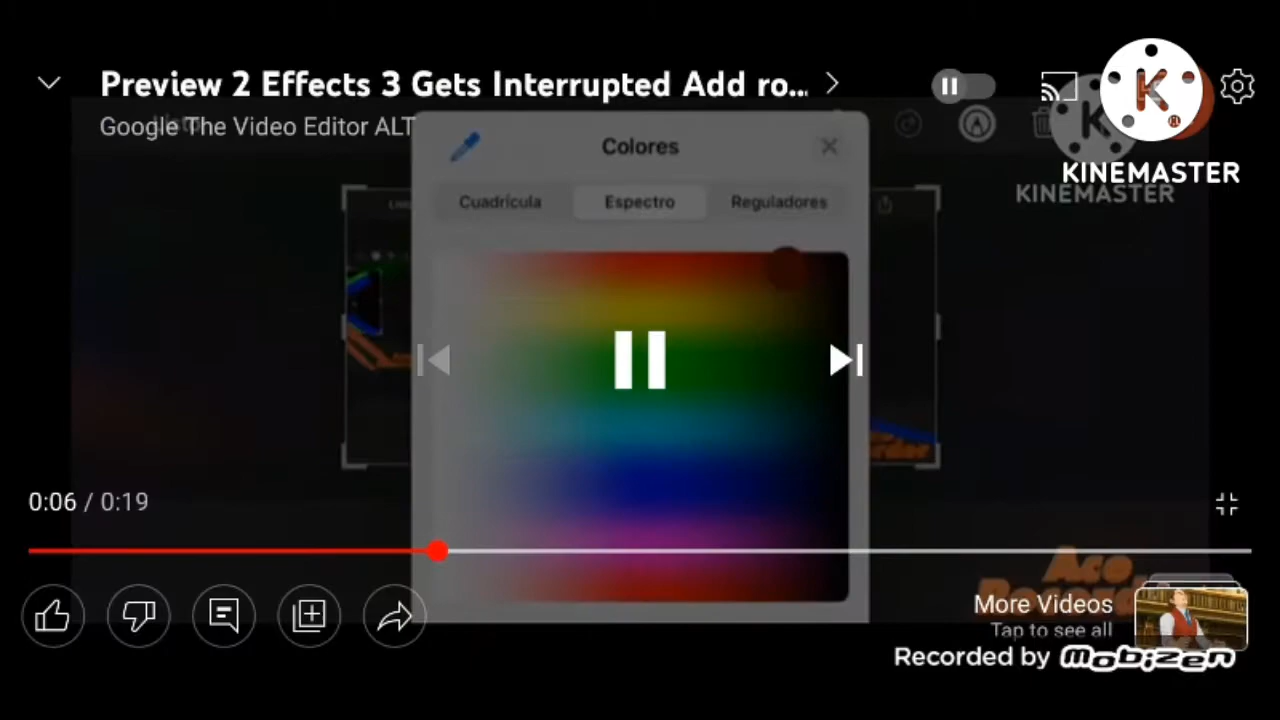 Preview 2 Effects 3 Gets Interrupted Add ro...
Google The Video Editor ALT
KINEMASTER
KINEMASTER
Colores
Cuadrícula
Espectro
Reguladores
0:06 / 0:19
Ace
More Videos
Tap to see all
Recorded by Mobizen